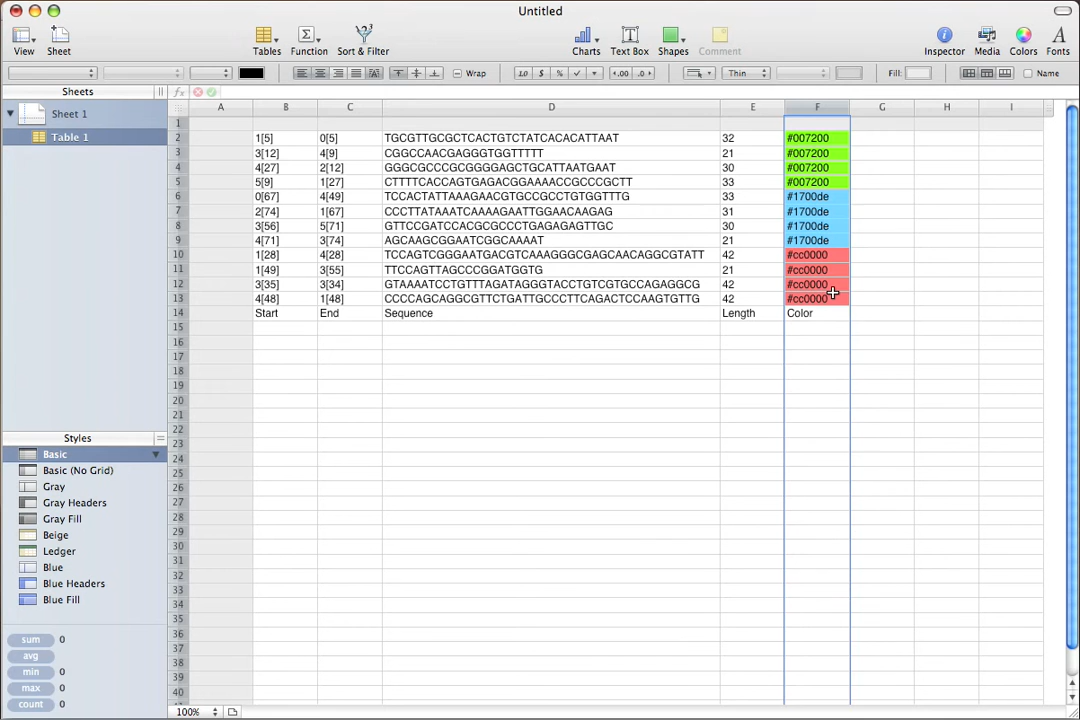 Untitled
View Sheet Tables Function Sort & Filter Charts Text Box Shapes Comment Inspector Media Colors Fonts
Wrap 1.0 $ % .00 .0 Thin Fill: Name
Sheets fx
Sheet 1
Table 1
A B C D E F G H I
1
2 1[5] 0[5] TGCGTTGCGCTCACTGTCTATCACACATTAAT 32 #007200
3 3[12] 4[9] CGGCCAACGAGGGTGGTTTTT 21 #007200
4 4[27] 2[12] GGGCGCCCGCGGGGAGCTGCATTAATGAAT 30 #007200
5 5[9] 1[27] CTTTTCACCAGTGAGACGGAAAACCGCCCGCTT 33 #007200
6 0[67] 4[49] TCCACTATTAAAGAACGTGCCGCCTGTGGTTTG 33 #1700de
7 2[74] 1[67] CCCTTATAAATCAAAAGAATTGGAACAAGAG 31 #1700de
8 3[56] 5[71] GTTCCGATCCACGCGCCCTGAGAGAGTTGC 30 #1700de
9 4[71] 3[74] AGCAAGCGGAATCGGCAAAAT 21 #1700de
10 1[28] 4[28] TCCAGTCGGGAATGACGTCAAAGGGCGAGCAACAGGCGTATT 42 #cc0000
11 1[49] 3[55] TTCCAGTTAGCCCGGATGGTG 21 #cc0000
12 3[35] 3[34] GTAAAATCCTGTTTAGATAGGGTACCTGTCGTGCCAGAGGCG 42 #cc0000
13 4[48] 1[48] CCCCAGCAGGCGTTCTGATTGCCCTTCAGACTCCAAGTGTTG 42 #cc0000
14 Start End Sequence Length Color
15
16
17
18
19
20
21
22
23
24
25
26
27
28
29
30
31
32
33
34
35
36
37
38
39
40
Styles
Basic
Basic (No Grid)
Gray
Gray Headers
Gray Fill
Beige
Ledger
Blue
Blue Headers
Blue Fill
sum 0
avg
min 0
max 0
count 0
100%